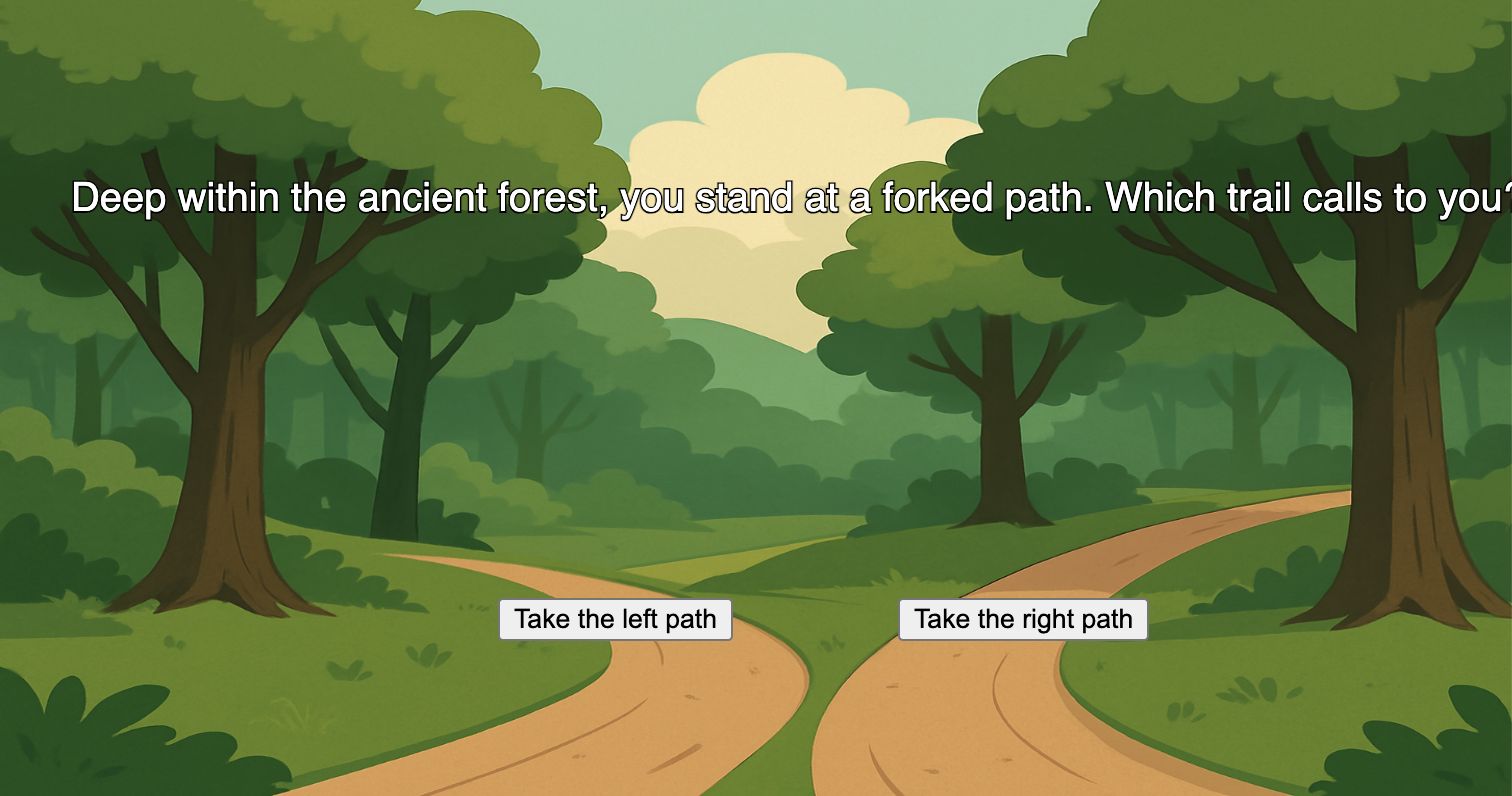 Deep within the ancient forest, you stand at a forked path. Which trail calls to you?
Take the left path
Take the right path